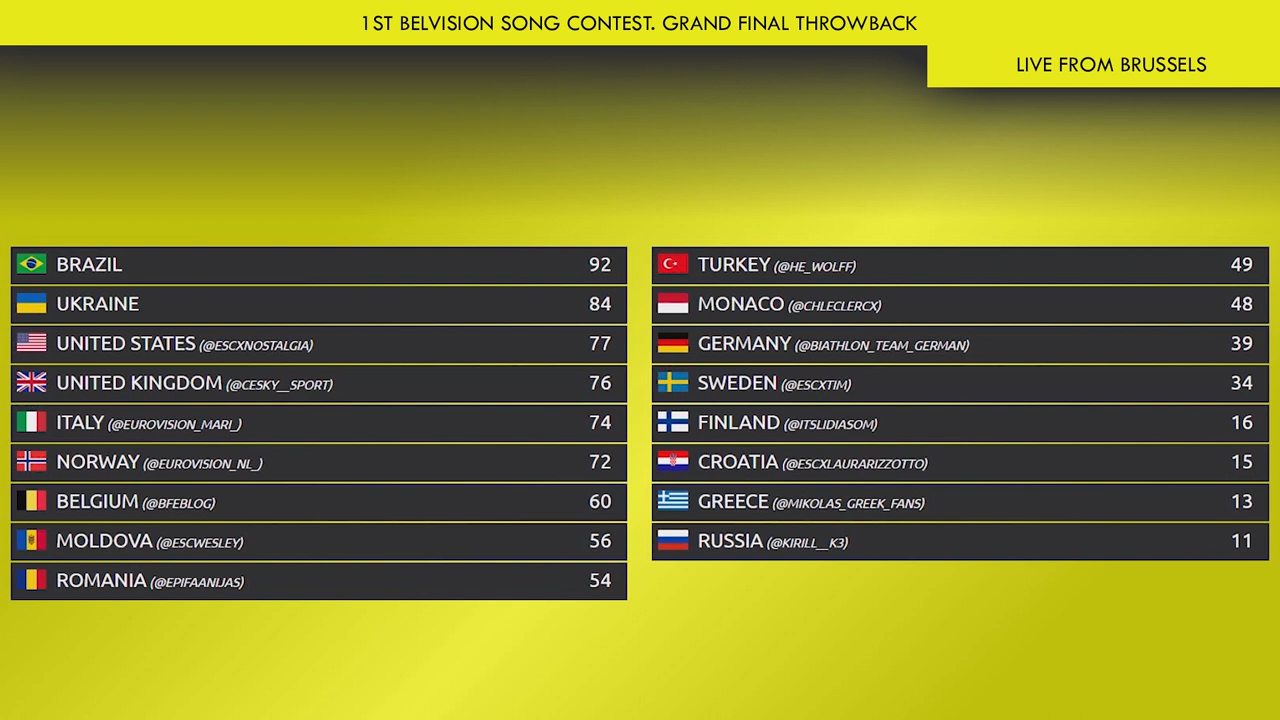 1ST BELVISION SONG CONTEST. GRAND FINAL THROWBACK
LIVE FROM BRUSSELS
BRAZIL 92
UKRAINE 84
UNITED STATES (@ESCXNOSTALGIA) 77
UNITED KINGDOM (@CESKY__SPORT) 76
ITALY (@EUROVISION_MARI_) 74
NORWAY (@EUROVISION_NL_) 72
BELGIUM (@BFEBLOG) 60
MOLDOVA (@ESCWESLEY) 56
ROMANIA (@EPIFAANIJAS) 54
TURKEY (@HE_WOLFF) 49
MONACO (@CHLECLERCX) 48
GERMANY (@BIATHLON_TEAM_GERMAN) 39
SWEDEN (@ESCXTIM) 34
FINLAND (@ITSLIDIASOM) 16
CROATIA (@ESCXLAURARIZZOTTO) 15
GREECE (@MIKOLAS_GREEK_FANS) 13
RUSSIA (@KIRILL__K3) 11